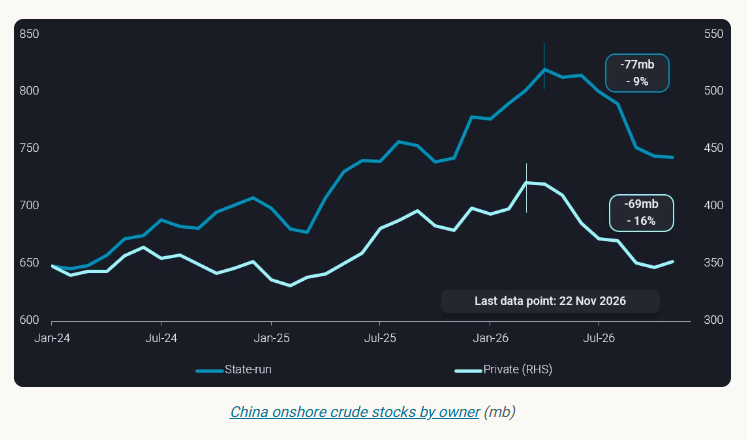 850
550
800
500
750
450
700
400
650
350
600
300
-77mb
- 9%
-69mb
- 16%
Last data point: 22 Nov 2026
Jan-24
Jul-24
Jan-25
Jul-25
Jan-26
Jul-26
State-run
Private (RHS)
China onshore crude stocks by owner (mb)